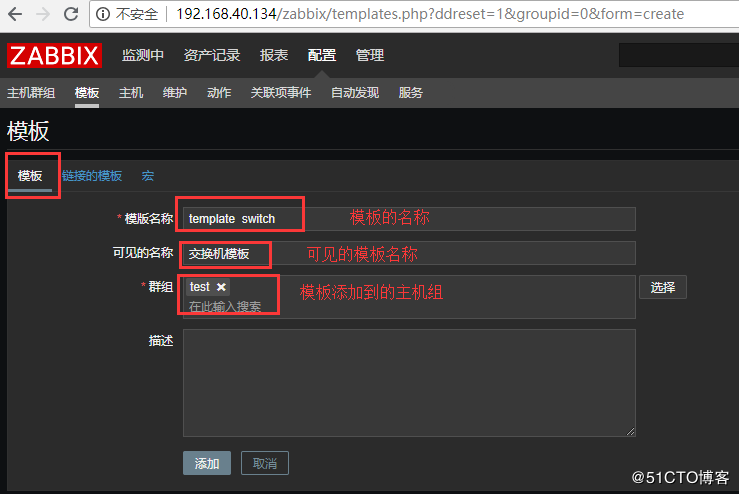 不安全 192.168.40.134/zabbix/templates.php?ddreset=1&groupid=0&form=create
ZABBIX 监测中 资产记录 报表 配置 管理
主机群组 模板 主机 维护 动作 关联项事件 自动发现 服务
模板
模板 链接的模板 宏
* 模版名称 template switch 模板的名称
可见的名称 交换机模板 可见的模板名称
* 群组 test × 模板添加到的主机组 选择
在此输入搜索
描述
添加 取消
@51CTO博客